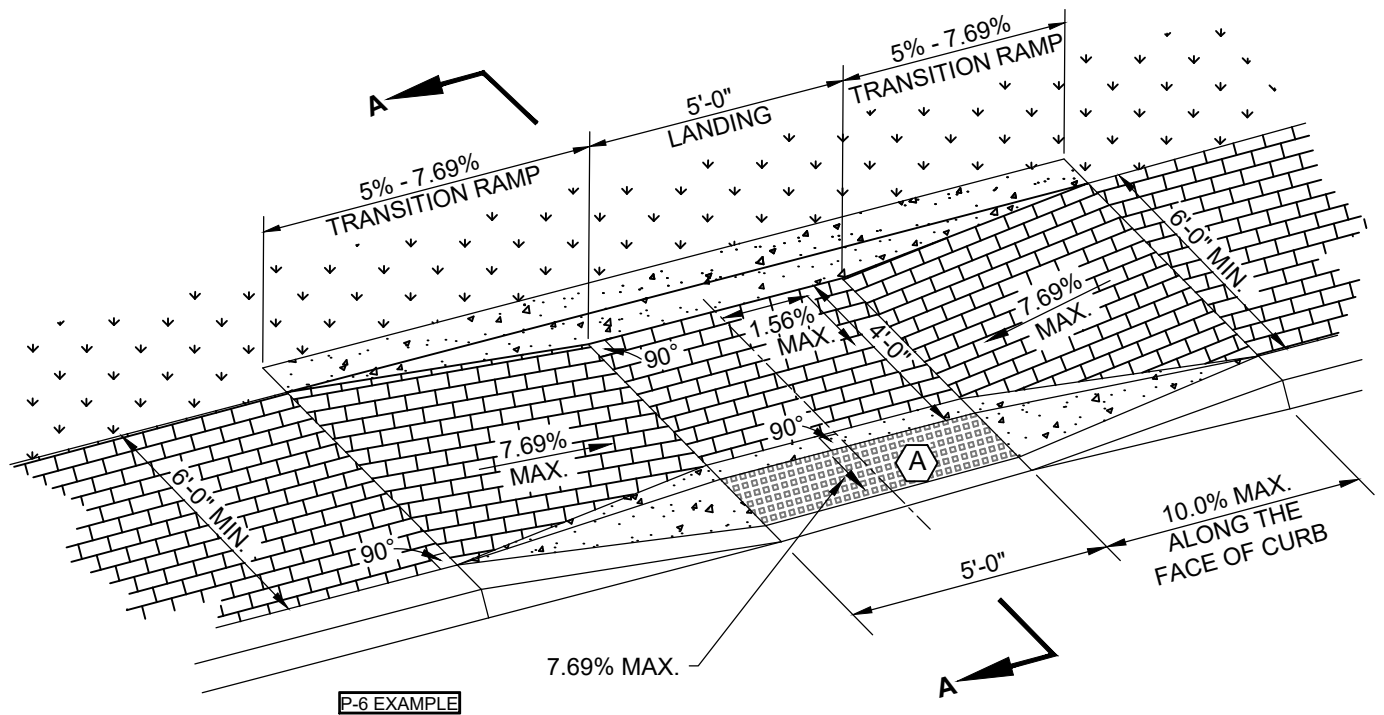 5% - 7.69%
TRANSITION RAMP
A
5'-0"
LANDING
5% - 7.69%
TRANSITION RAMP
6'-0" MIN
7.69%
MAX.
1.56%
MAX.
4'-0"
90°
90°
7.69%
MAX.
A
6'-0" MIN.
90°
10.0% MAX.
ALONG THE
FACE OF CURB
5'-0"
7.69% MAX.
A
P-6 EXAMPLE